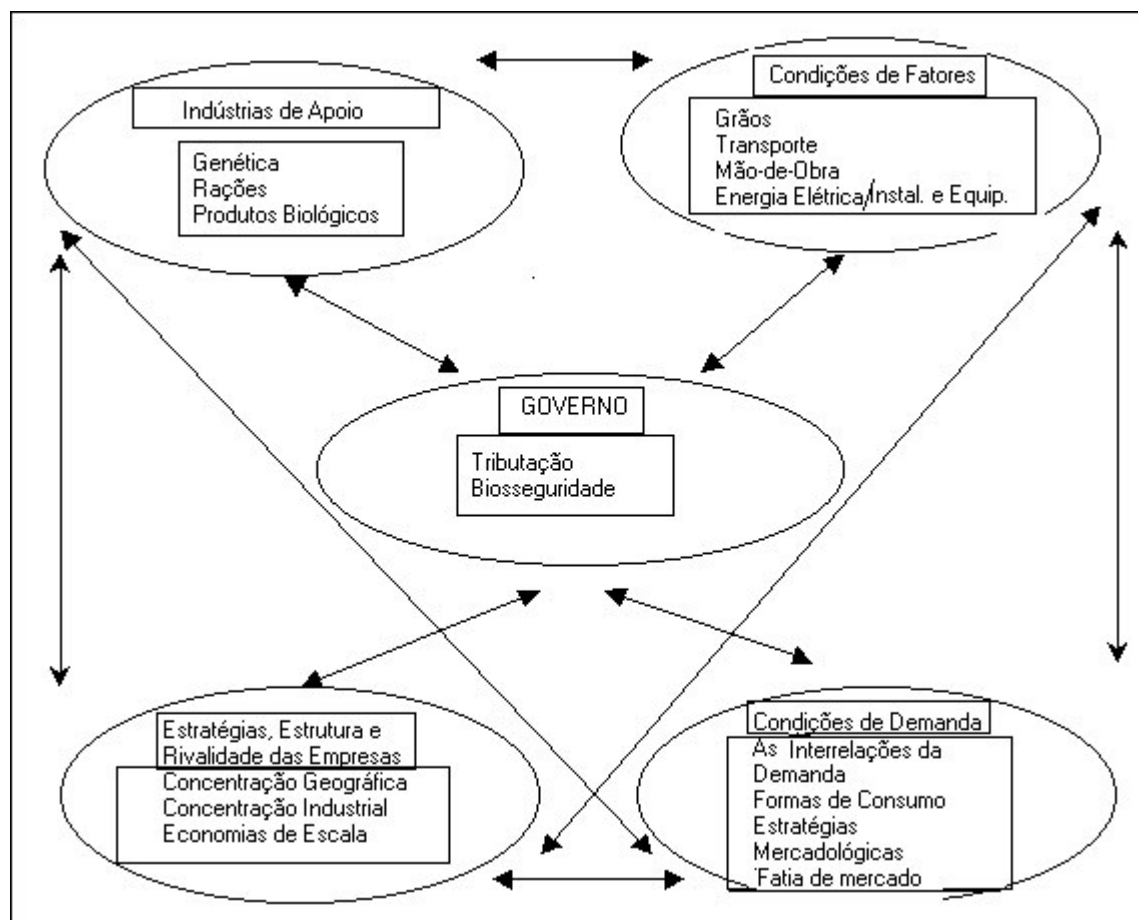 Indústrias de Apoio
Genética
Rações
Produtos Biológicos
Condições de Fatores
Grãos
Transporte
Mão-de-Obra
Energia Elétrica/Instal. e Equip.
GOVERNO
Tributação
Biosseguridade
Estratégias, Estrutura e
Rivalidade das Empresas
Concentração Geográfica
Concentração Industrial
Economias de Escala
Condições de Demanda
As Interrelações da
Demanda
Formas de Consumo
Estratégias
Mercadológicas
Fatia de mercado